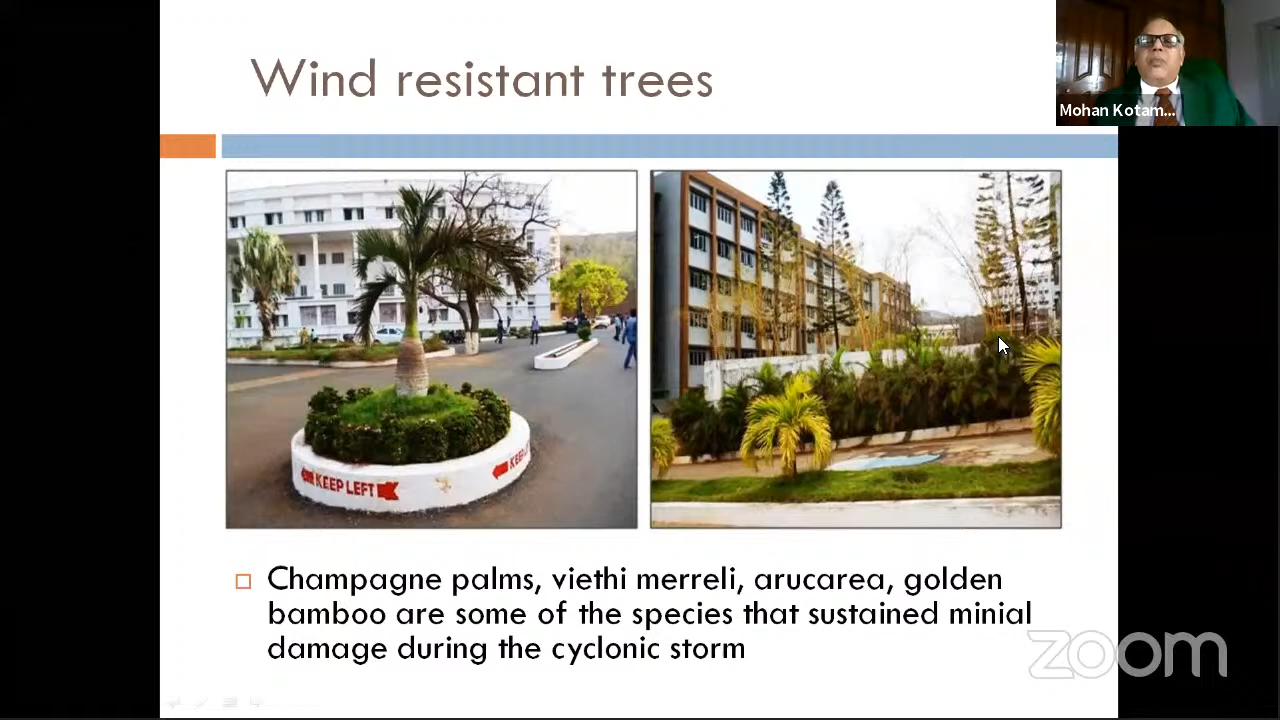 Wind resistant trees
Mohan Kotam...
KEEP LEFT
KEEP
Champagne palms, viethi merreli, arucarea, golden
bamboo are some of the species that sustained minial
damage during the cyclonic storm
zoom